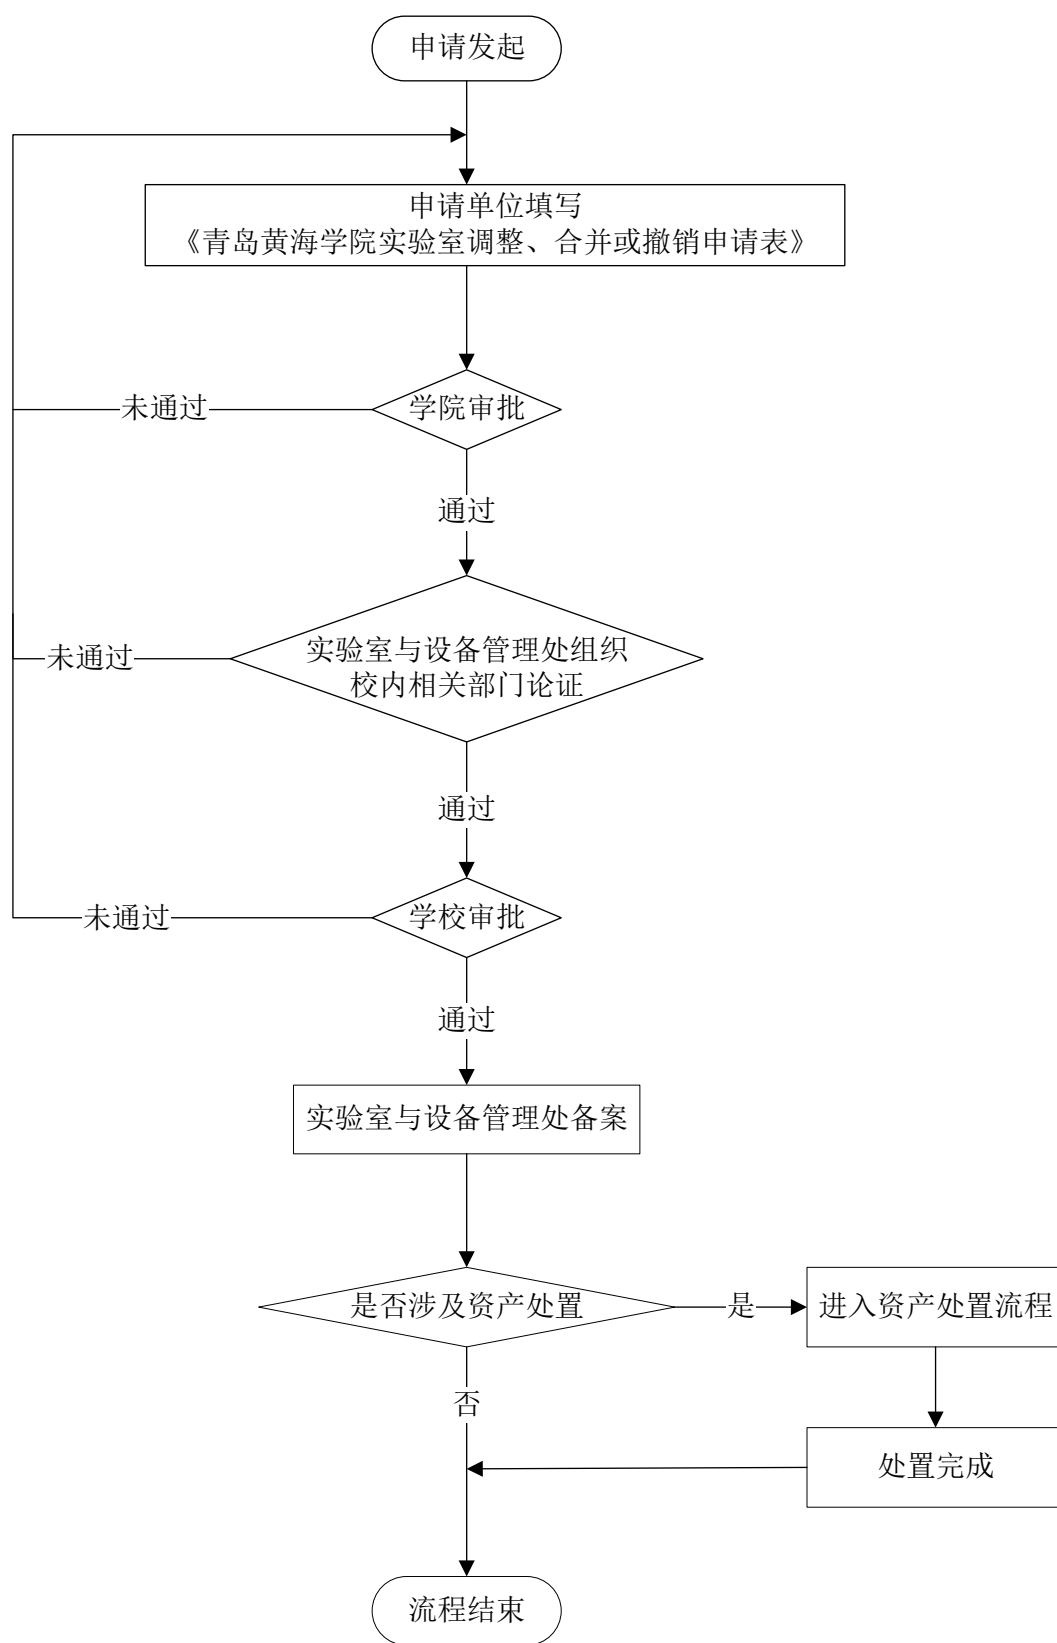 申请发起
申请单位填写
《青岛黄海学院实验室调整、合并或撤销申请表》
未通过
学院审批
通过
未通过
实验室与设备管理处组织
校内相关部门论证
通过
未通过
学校审批
通过
实验室与设备管理处备案
是否涉及资产处置
是
进入资产处置流程
否
处置完成
流程结束